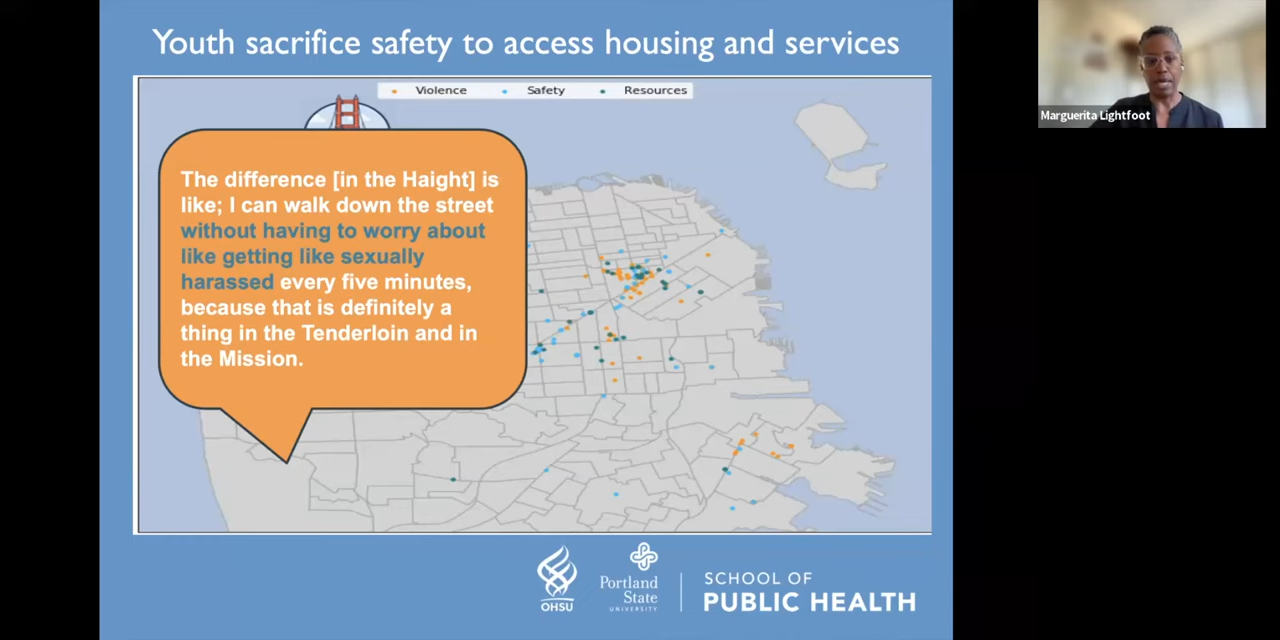 Youth sacrifice safety to access housing and services
Violence Safety Resources
The difference [in the Haight] is
like; I can walk down the street
without having to worry about
like getting like sexually
harassed every five minutes,
because that is definitely a
thing in the Tenderloin and in
the Mission.
OHSU
Portland
State
UNIVERSITY
SCHOOL OF
PUBLIC HEALTH
Marguerita Lightfoot